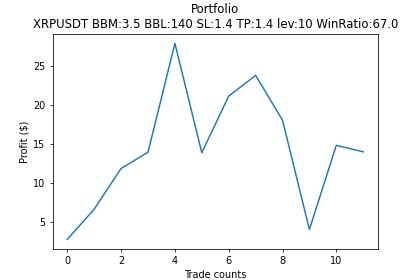 Portfolio
XRPUSDT BBM:3.5 BBL:140 SL:1.4 TP:1.4 lev:10 WinRatio:67.0
25
20
15
10
5
Profit ($)
0 2 4 6 8 10
Trade counts